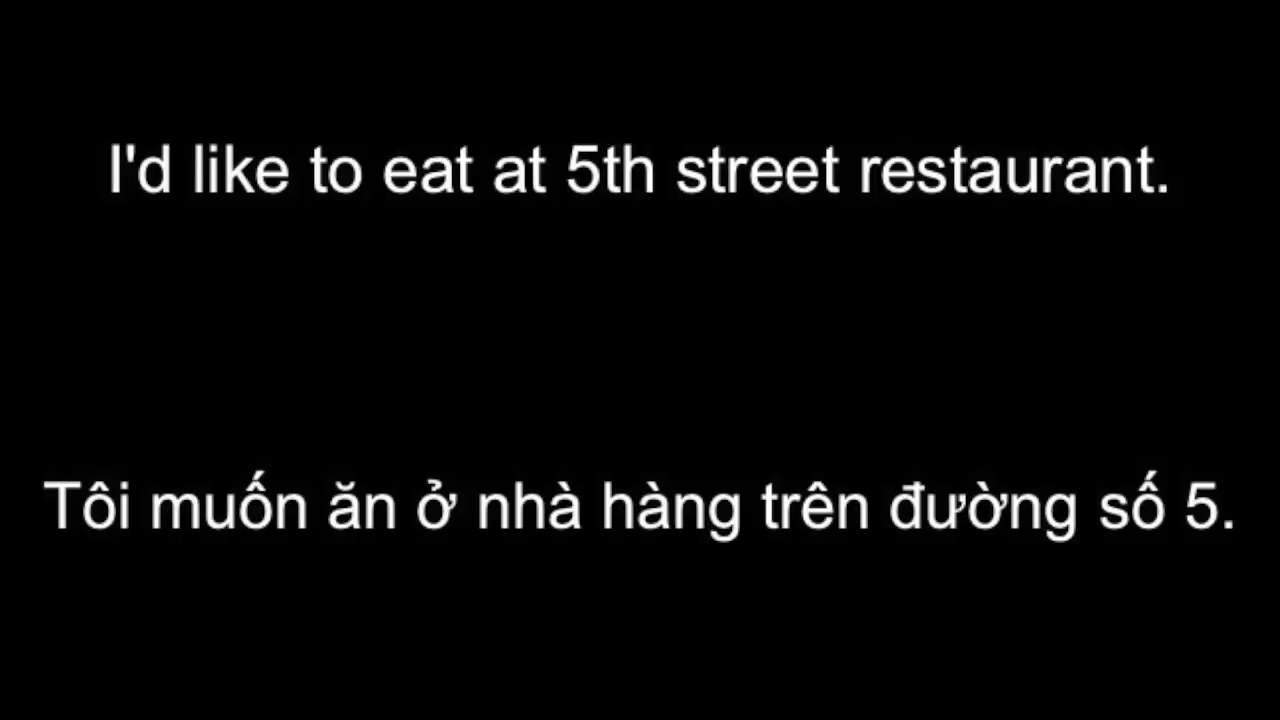 I'd like to eat at 5th street restaurant.
Tôi muốn ăn ở nhà hàng trên đường số 5.